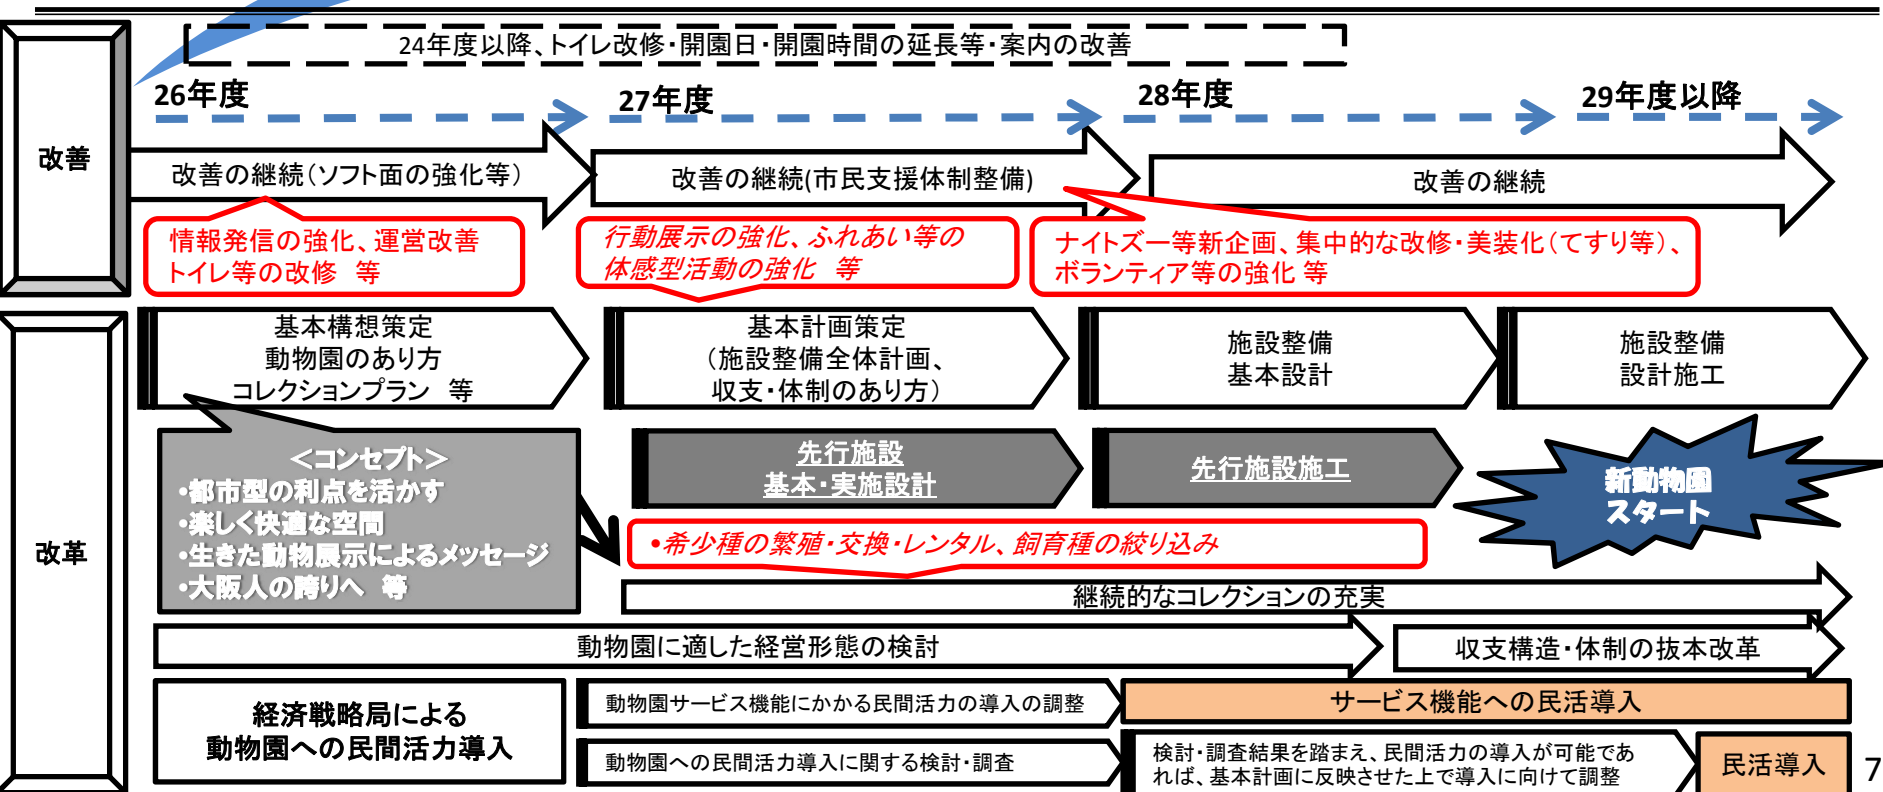 24年度以降、トイレ改修・開園日・開園時間の延長等・案内の改善
26年度
27年度
28年度
29年度以降
改善
改善の継続（ソフト面の強化等）
改善の継続(市民支援体制整備)
改善の継続
情報発信の強化、運営改善
トイレ等の改修　等
行動展示の強化、ふれあい等の
体感型活動の強化　等
ナイトズー等新企画、集中的な改修・美装化（てすり等）、
ボランティア等の強化 等
改革
基本構想策定
動物園のあり方
コレクションプラン　等
基本計画策定
（施設整備全体計画、
収支・体制のあり方）
施設整備
基本設計
施設整備
設計施工
＜コンセプト＞
•都市型の利点を活かす
•楽しく快適な空間
•生きた動物展示によるメッセージ
•大阪人の誇りへ　等
先行施設
基本・実施設計
先行施設施工
新動物園
スタート
•希少種の繁殖・交換・レンタル、飼育種の絞り込み
継続的なコレクションの充実
動物園に適した経営形態の検討
収支構造・体制の抜本改革
経済戦略局による
動物園への民間活力導入
動物園サービス機能にかかる民間活力の導入の調整
サービス機能への民活導入
動物園への民間活力導入に関する検討・調査
検討・調査結果を踏まえ、民間活力の導入が可能であ
れば、基本計画に反映させた上で導入に向けて調整
民活導入
7